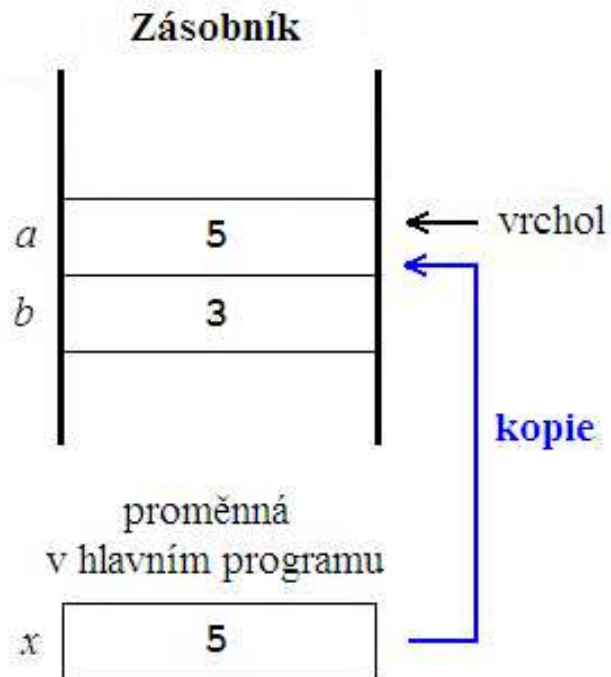 Zásobník
a 5 vrchol
b 3
kopie
proměnná
v hlavním programu
x 5